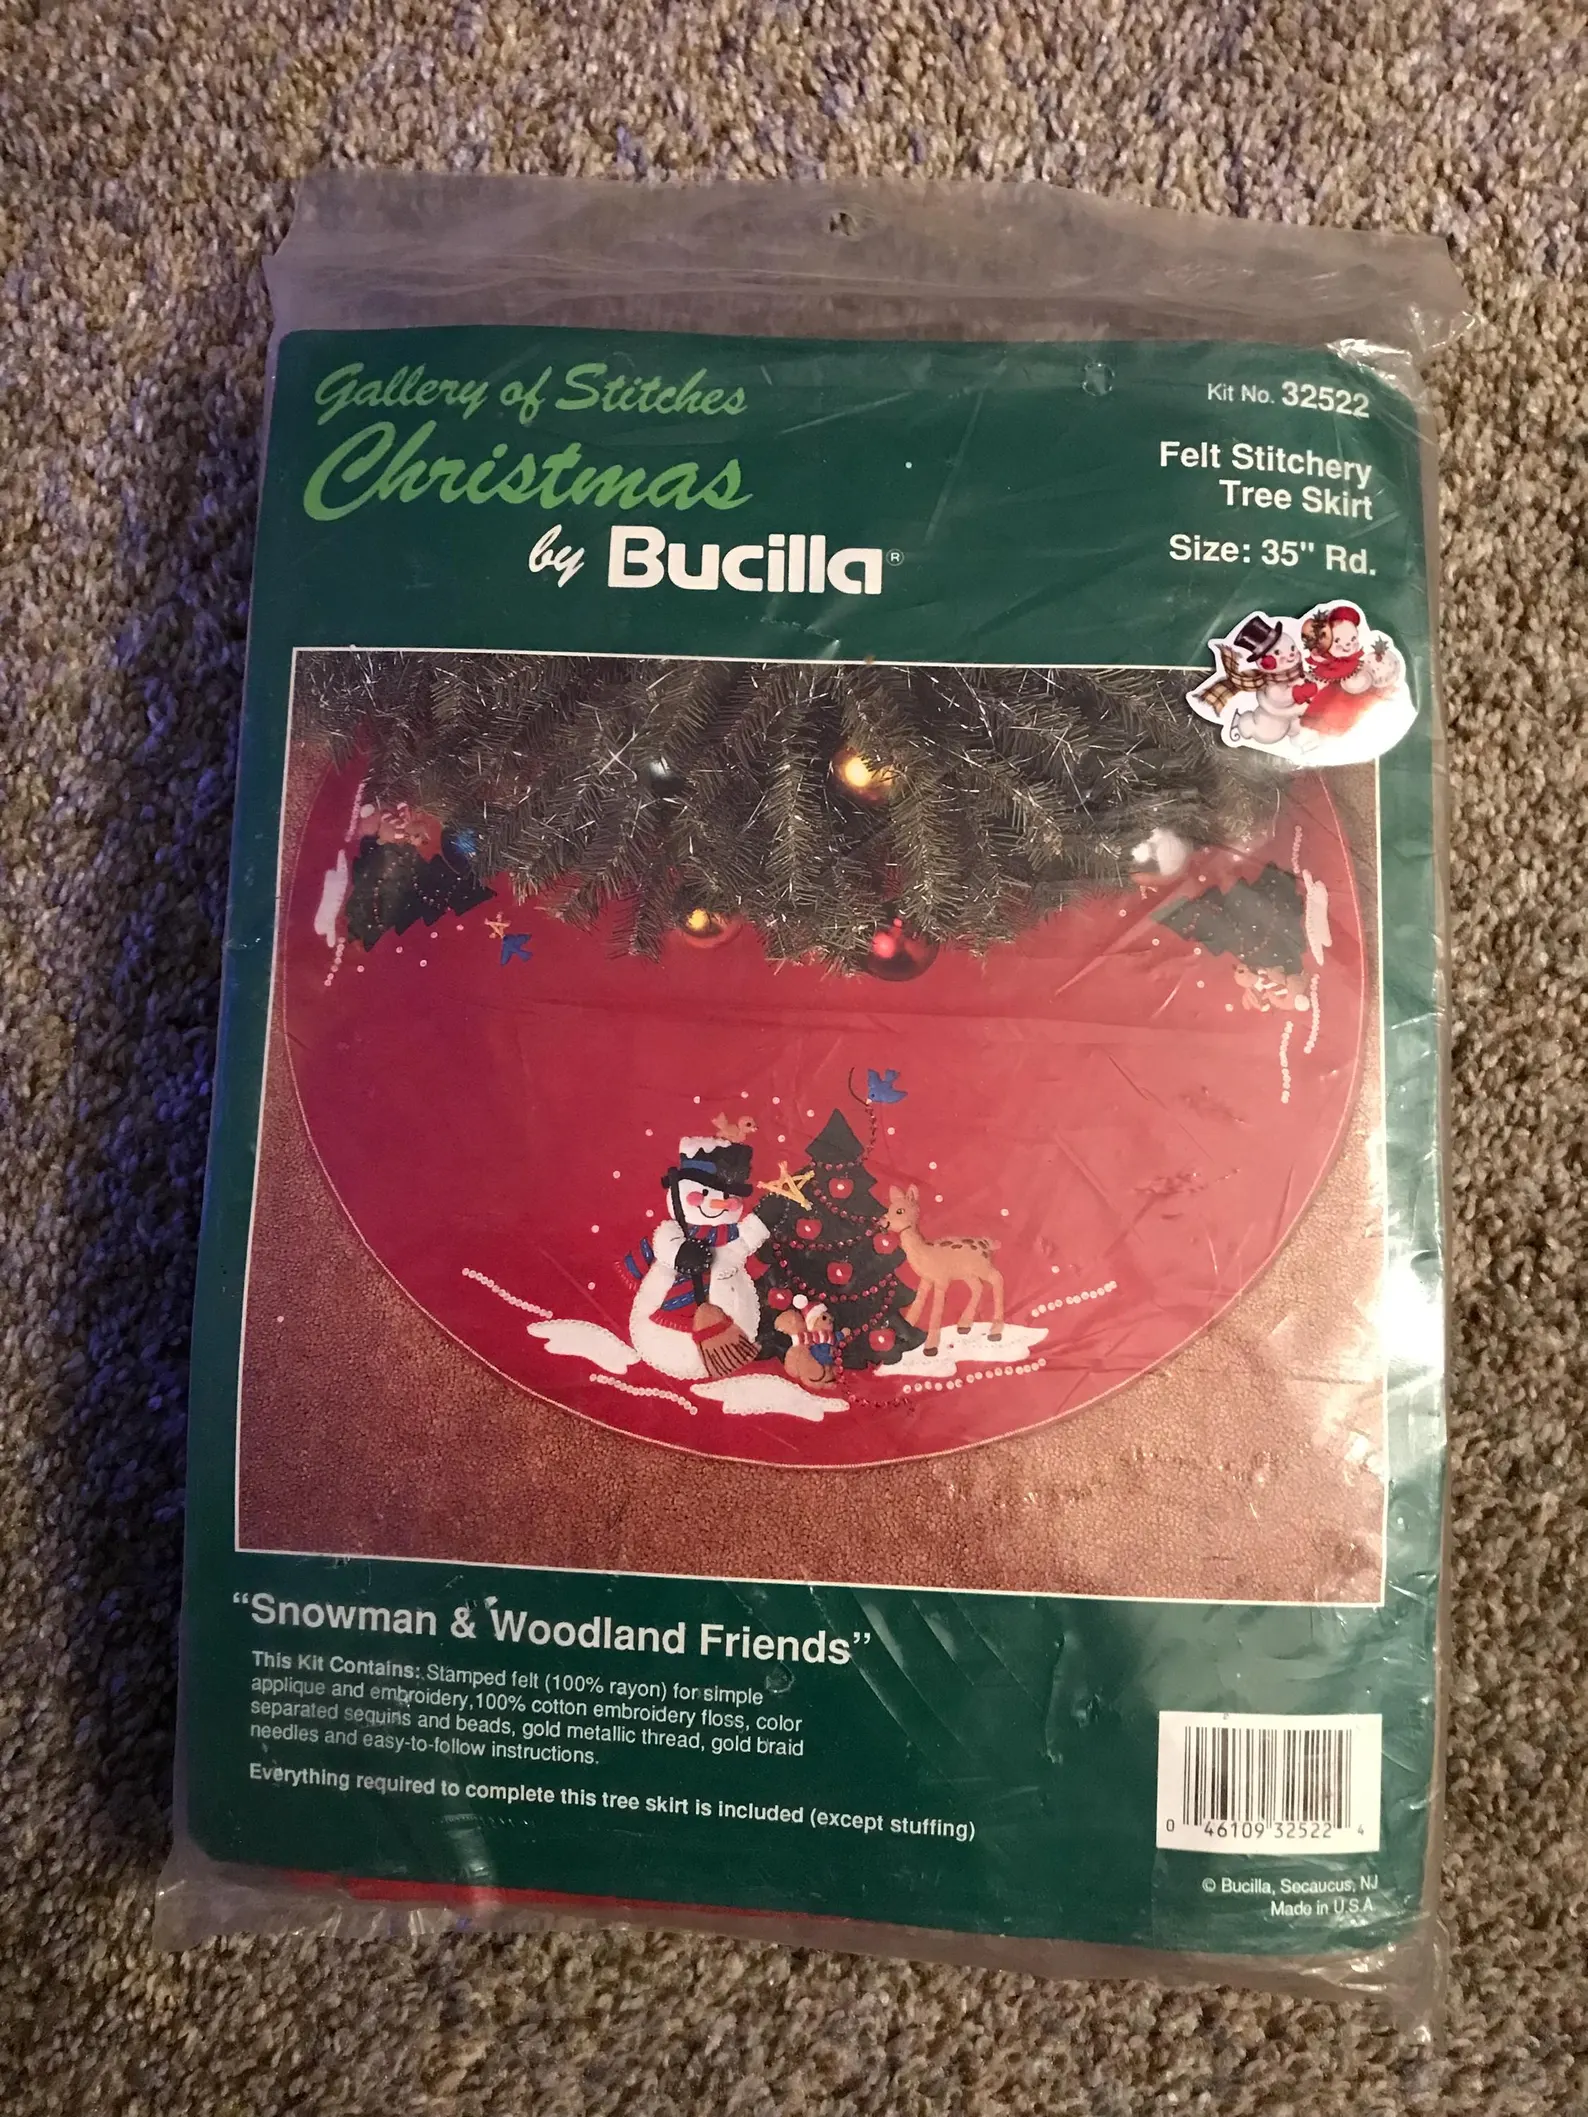 Gallery of Stitches
Christmas
by Bucilla®
Kit No. 32522
Felt Stitchery
Tree Skirt
Size: 35" Rd.
“Snowman & Woodland Friends”
This Kit Contains: Stamped felt (100% rayon) for simple
applique and embroidery, 100% cotton embroidery floss, color
separated sequins and beads, gold metallic thread, gold braid
needles and easy-to-follow instructions.
Everything required to complete this tree skirt is included (except stuffing)
0 46109 32522 4
© Bucilla, Secaucus, NJ
Made in U.S.A.